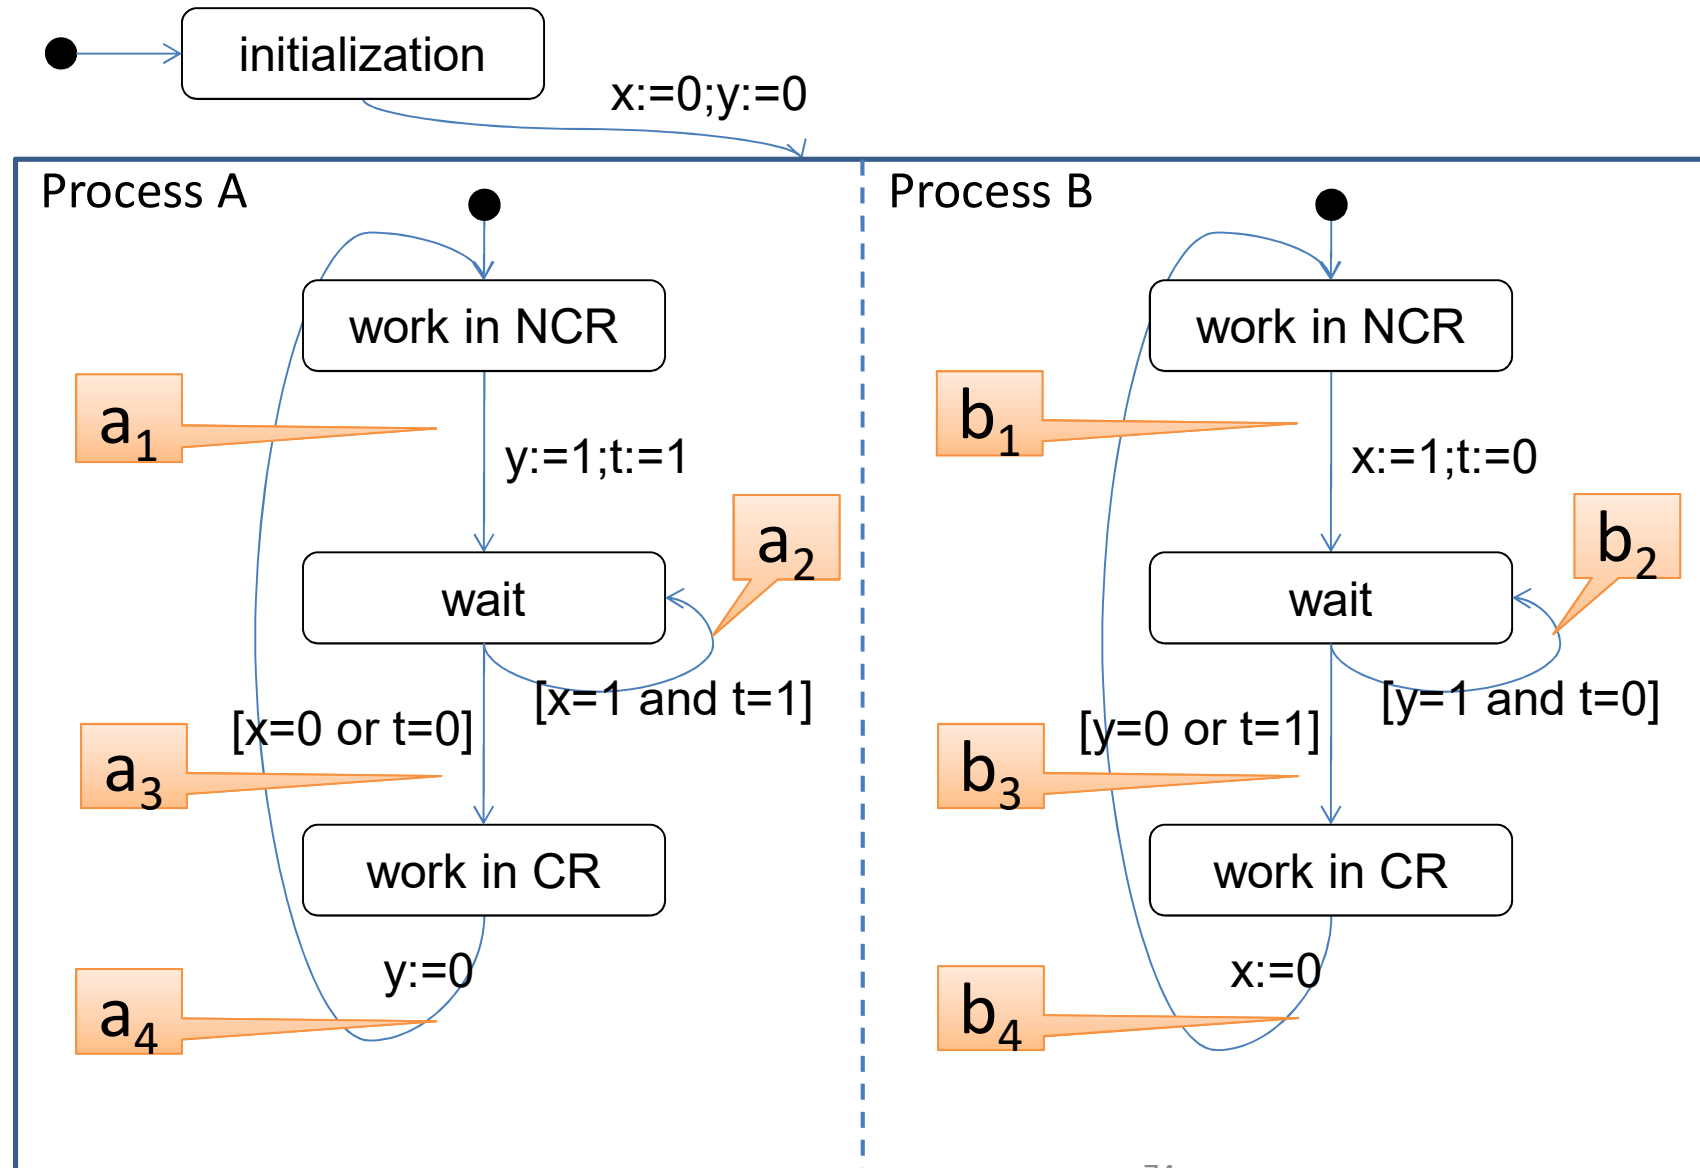 initialization
x:=0;y:=0
Process A
work in NCR
a1
y:=1;t:=1
a2
wait
[x=1 and t=1]
[x=0 or t=0]
a3
work in CR
y:=0
a4
Process B
work in NCR
b1
x:=1;t:=0
b2
wait
[y=1 and t=0]
[y=0 or t=1]
b3
work in CR
x:=0
b4